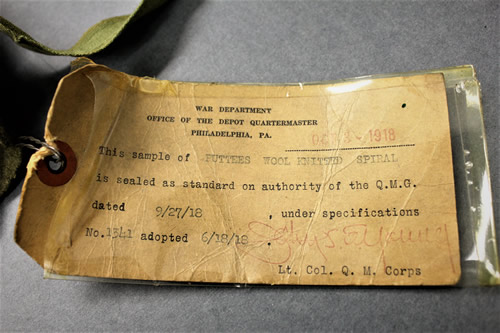 WAR DEPARTMENT
OFFICE OF THE DEPOT QUARTERMASTER
PHILADELPHIA, PA.
1918
This sample of PUTTEES WOOL KNITTED SPIRAL
is sealed as standard on authority of the Q.M.G.
dated 9/27/18 , under specifications
No.1341 adopted 6/18/18 .
Lt. Col. Q. M. Corps